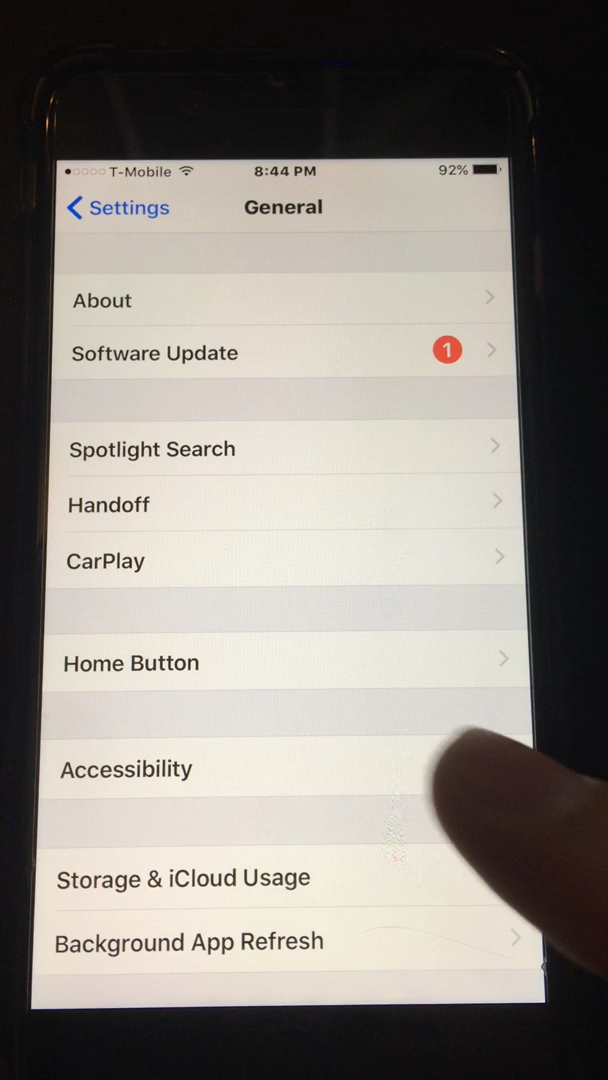 T-Mobile 8:44 PM 92%
Settings General
About
Software Update 1
Spotlight Search
Handoff
CarPlay
Home Button
Accessibility
Storage & iCloud Usage
Background App Refresh